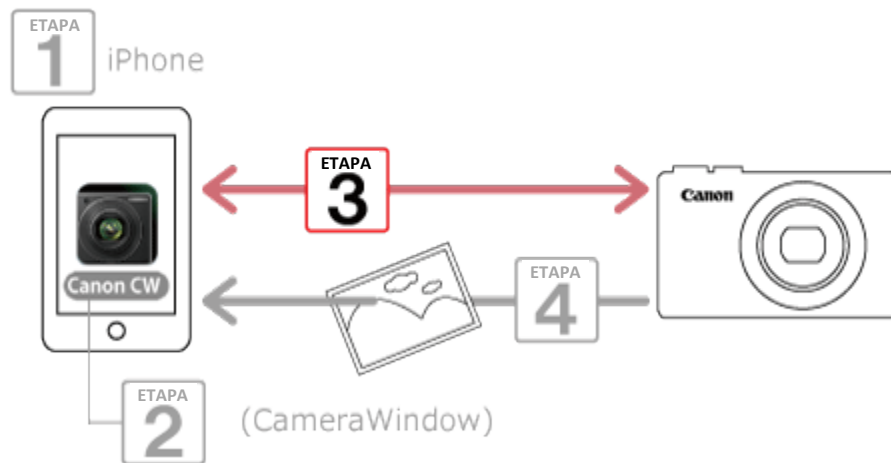 ETAPA
1
iPhone
ETAPA
3
Canon
Canon CW
ETAPA
4
ETAPA
2
(CameraWindow)